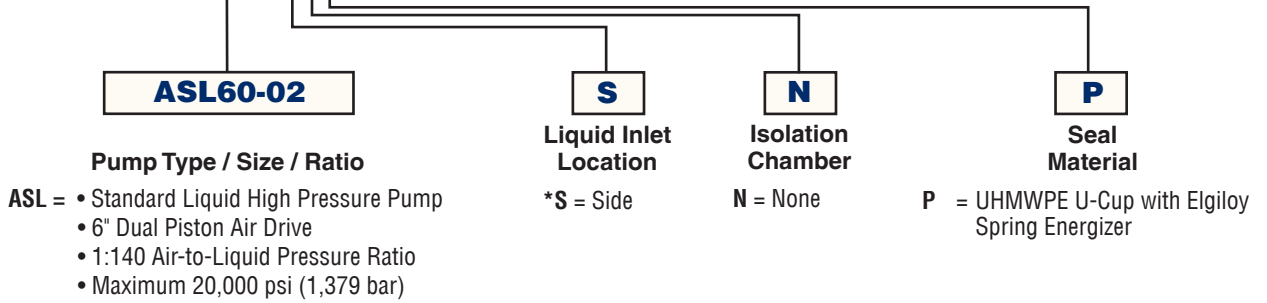 ASL60-02
S
N
P
Pump Type / Size / Ratio
Liquid Inlet
Location
Isolation
Chamber
Seal
Material
ASL = • Standard Liquid High Pressure Pump
• 6" Dual Piston Air Drive
• 1:140 Air-to-Liquid Pressure Ratio
• Maximum 20,000 psi (1,379 bar)
*S = Side
N = None
P = UHMWPE U-Cup with Elgiloy
Spring Energizer